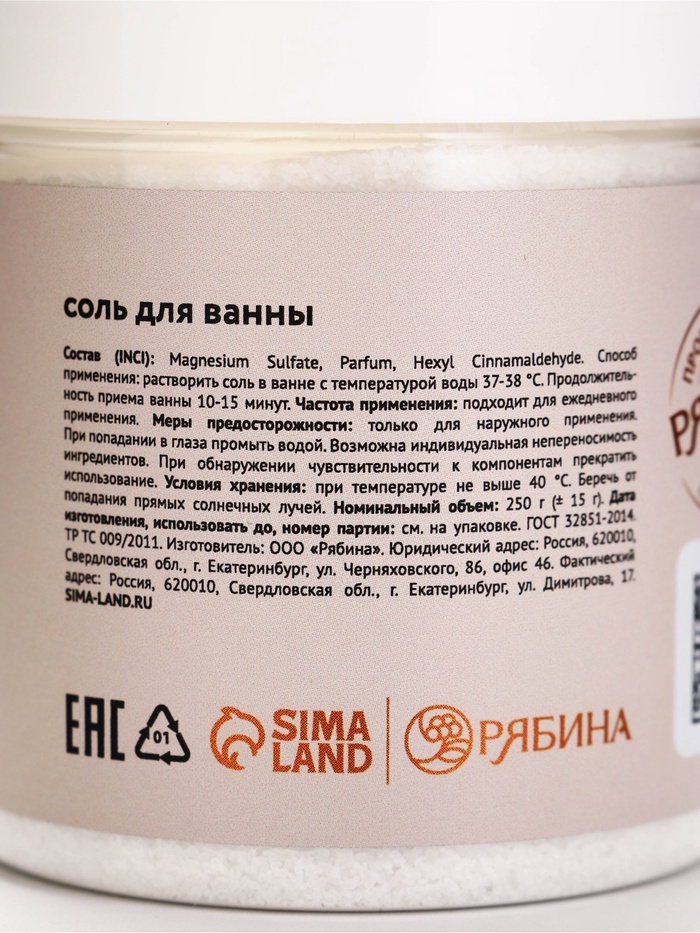 соль для ванны
Состав (INCI): Magnesium Sulfate, Parfum, Hexyl Cinnamaldehyde. Способ
применения: растворить соль в ванне с температурой воды 37-38 °С. Продолжитель-
ность приема ванны 10-15 минут. Частота применения: подходит для ежедневного
применения. Меры предосторожности: только для наружного применения.
При попадании в глаза промыть водой. Возможна индивидуальная непереносимость
ингредиентов. При обнаружении чувствительности к компонентам прекратить
использование. Условия хранения: при температуре не выше 40 °С. Беречь от
попадания прямых солнечных лучей. Номинальный объем: 250 г (± 15 г). Дата
изготовления, использовать до, номер партии: см. на упаковке. ГОСТ 32851-2014
ТР ТС 009/2011. Изготовитель: ООО «Рябина». Юридический адрес: Россия, 620010,
Свердловская обл., г. Екатеринбург, ул. Черняховского, 86, офис 46. Фактический
адрес: Россия, 620010, Свердловская обл., г. Екатеринбург, ул. Димитрова, 17.
SIMA-LAND.RU
EAC
01
SIMA
LAND
РЯБИНА